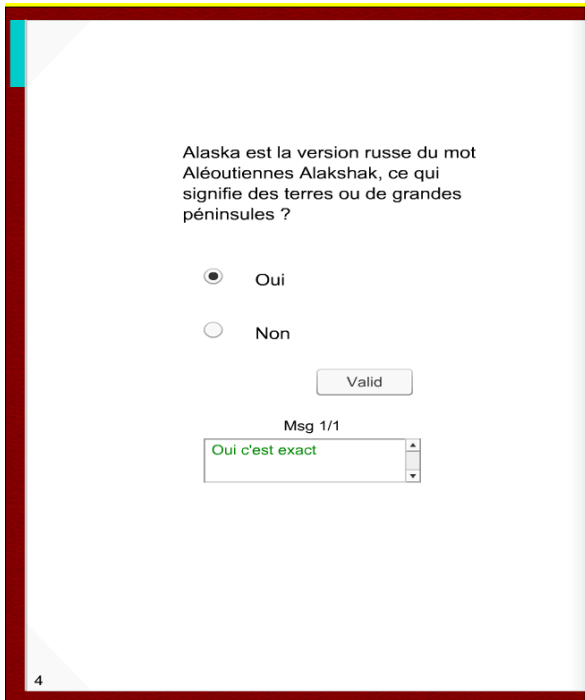 Alaska est la version russe du mot
Aléoutiennes Alakshak, ce qui
signifie des terres ou de grandes
péninsules ?
Oui
Non
Valid
Msg 1/1
Oui c'est exact
4